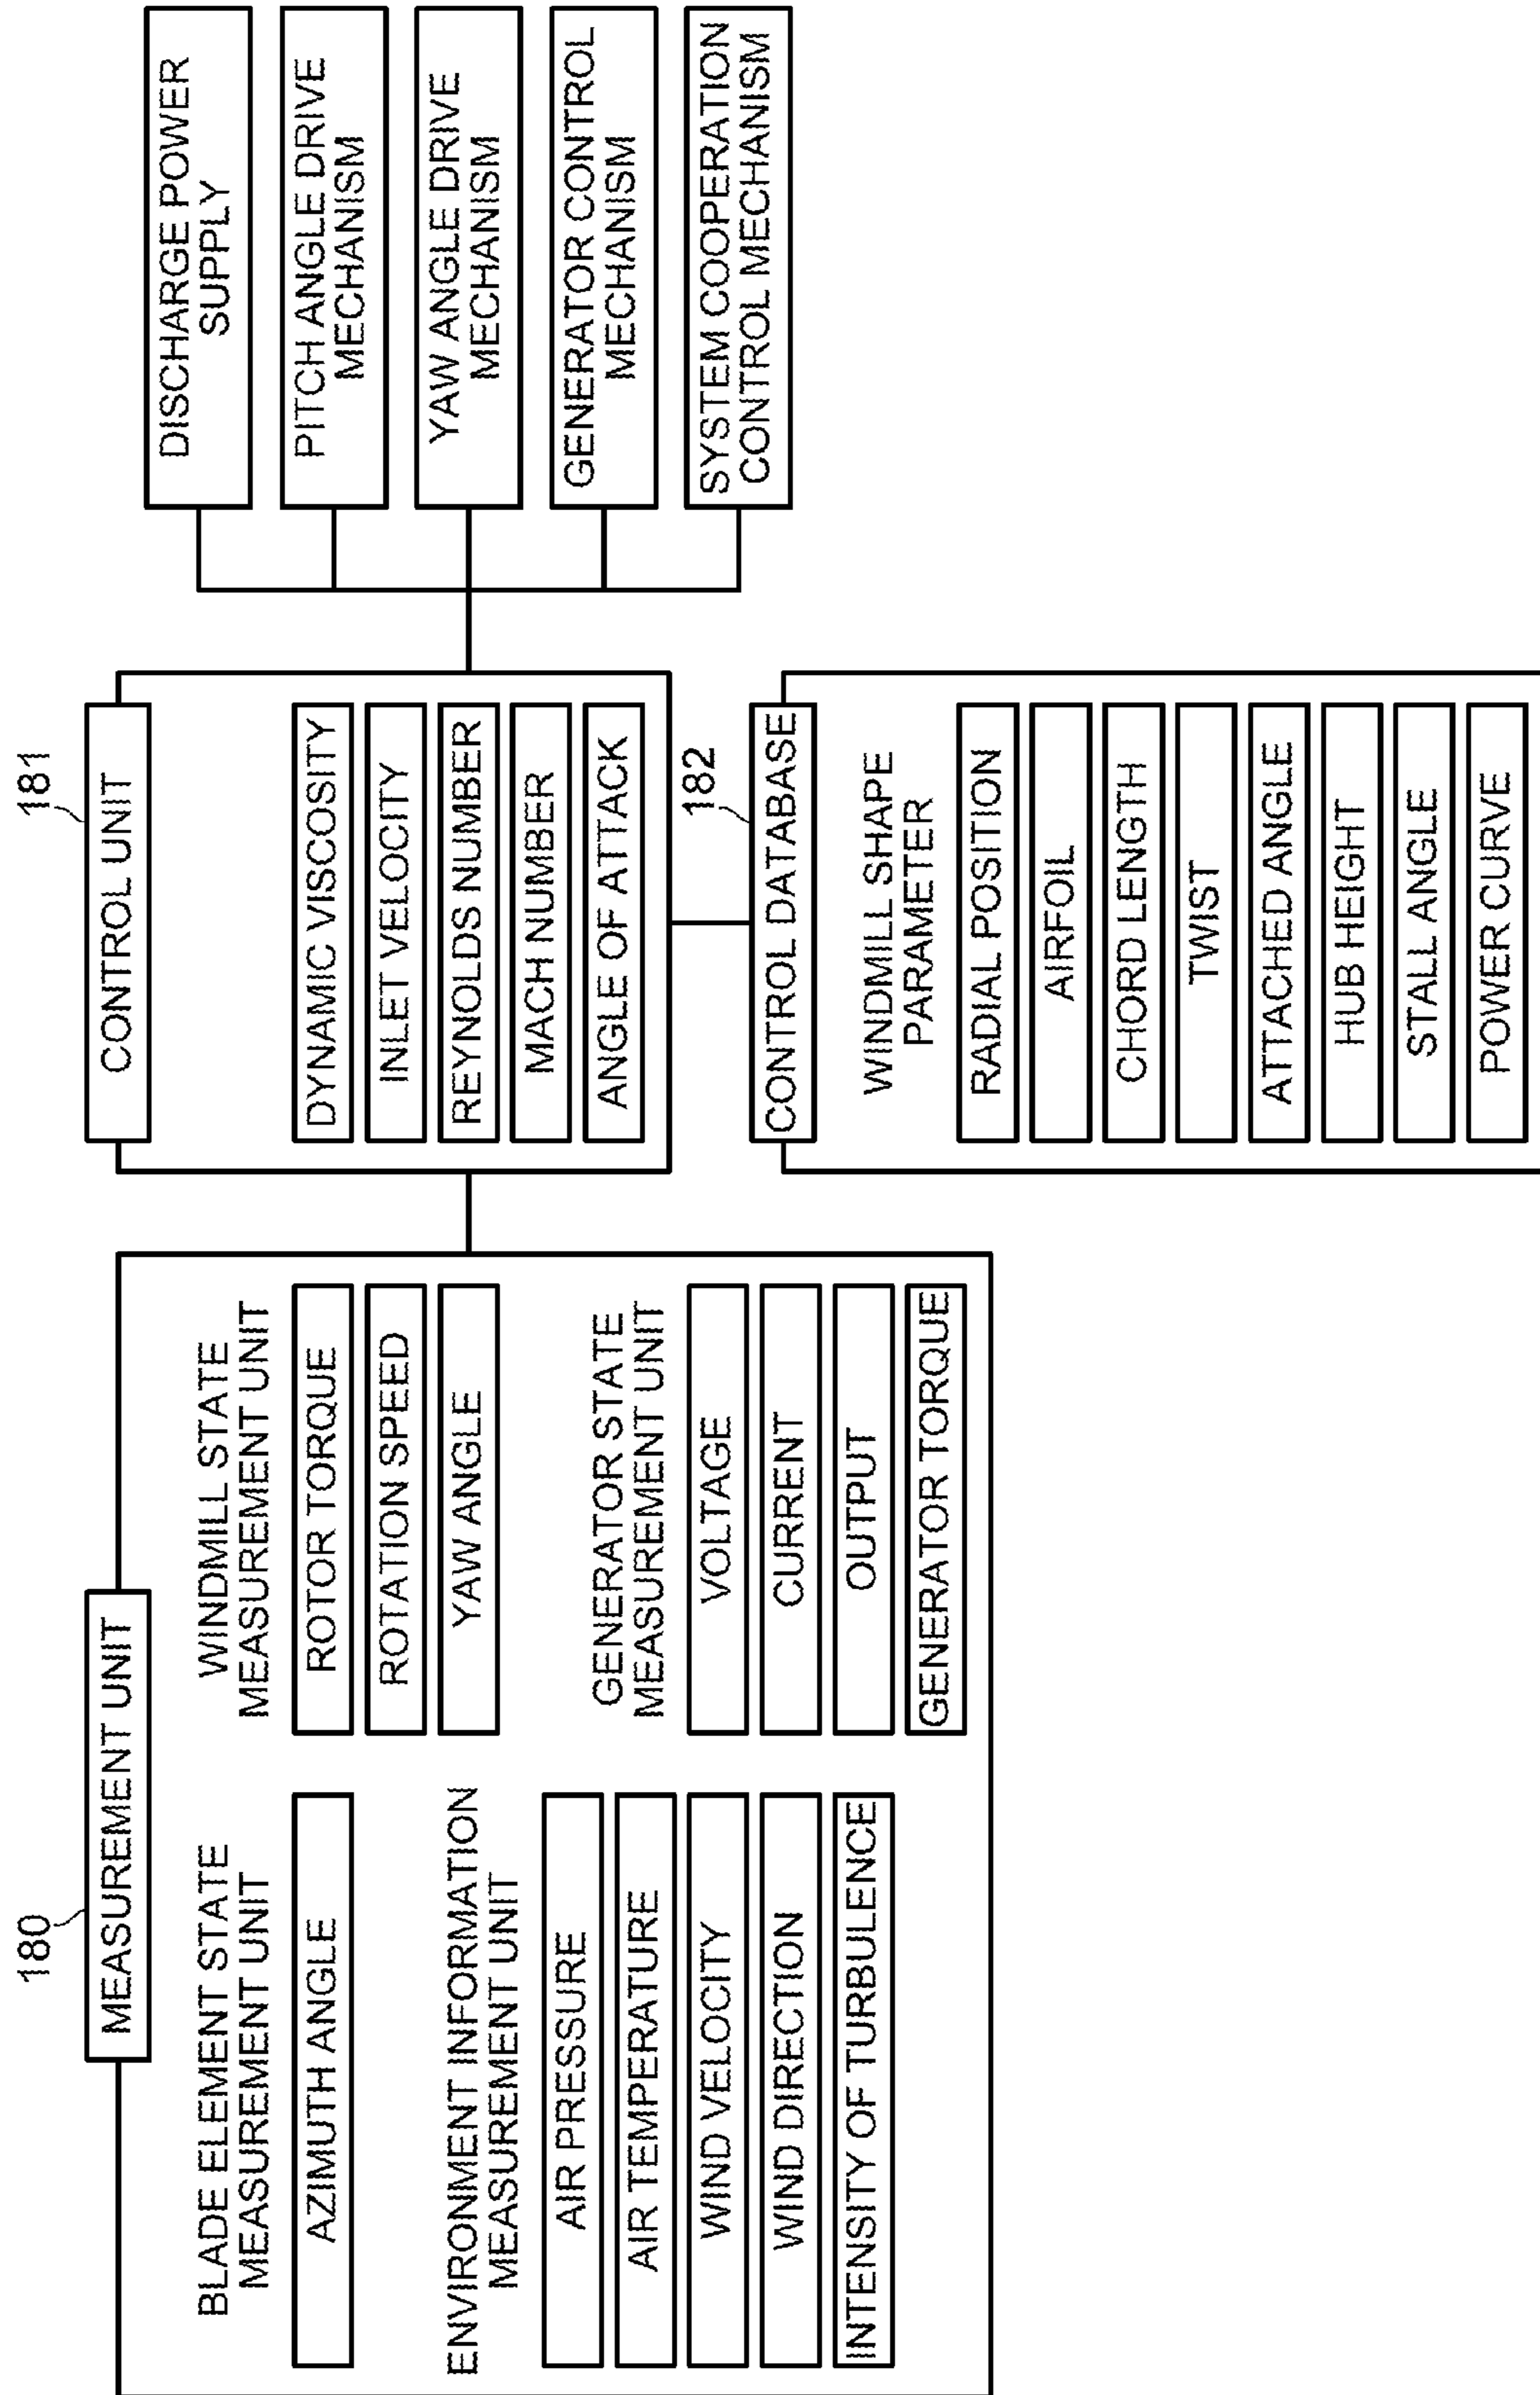 180
MEASUREMENT UNIT
BLADE ELEMENT STATE
MEASUREMENT UNIT
AZIMUTH ANGLE
ENVIRONMENT INFORMATION
MEASUREMENT UNIT
AIR PRESSURE
AIR TEMPERATURE
WIND VELOCITY
WIND DIRECTION
INTENSITY OF TURBULENCE
WINDMILL STATE
MEASUREMENT UNIT
ROTOR TORQUE
ROTATION SPEED
YAW ANGLE
GENERATOR STATE
MEASUREMENT UNIT
VOLTAGE
CURRENT
OUTPUT
GENERATOR TORQUE
181
CONTROL UNIT
DYNAMIC VISCOSITY
INLET VELOCITY
REYNOLDS NUMBER
MACH NUMBER
ANGLE OF ATTACK
182
CONTROL DATABASE
WINDMILL SHAPE
PARAMETER
RADIAL POSITION
AIRFOIL
CHORD LENGTH
TWIST
ATTACHED ANGLE
HUB HEIGHT
STALL ANGLE
POWER CURVE
DISCHARGE POWER
SUPPLY
PITCH ANGLE DRIVE
MECHANISM
YAW ANGLE DRIVE
MECHANISM
GENERATOR CONTROL
MECHANISM
SYSTEM COOPERATION
CONTROL MECHANISM